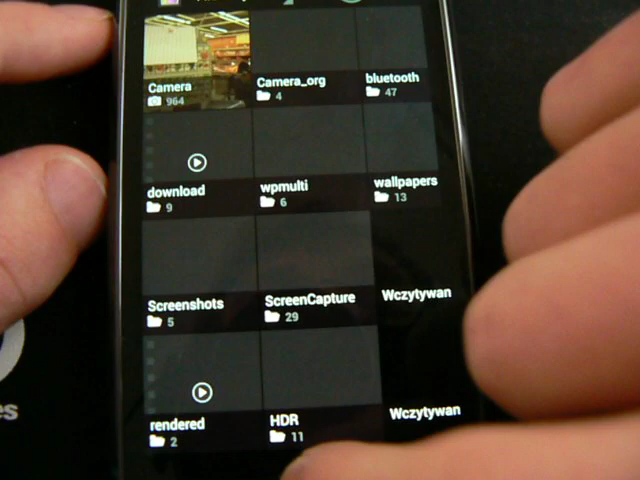 Camera
964
Camera_org
4
bluetooth
47
download
9
wpmulti
6
wallpapers
13
Screenshots
5
ScreenCapture
29
Wczytywan
rendered
2
HDR
11
Wczytywan
es